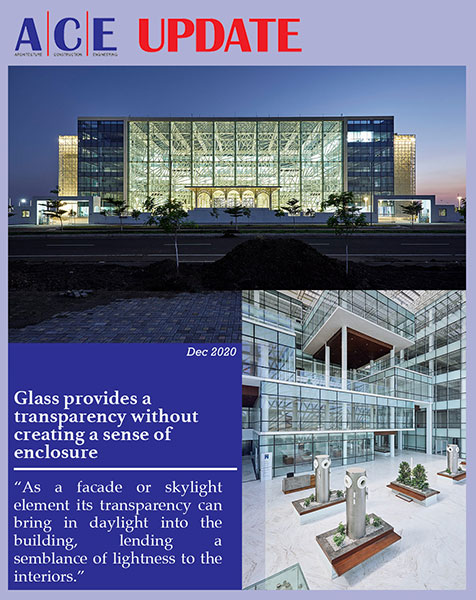 A|C|E UPDATE
ARCHITECTURE CONSTRUCTION ENGINEERING
Dec 2020
Glass provides a
transparency without
creating a sense of
enclosure
“As a facade or skylight
element its transparency can
bring in daylight into the
building, lending a
semblance of lightness to the
interiors.”